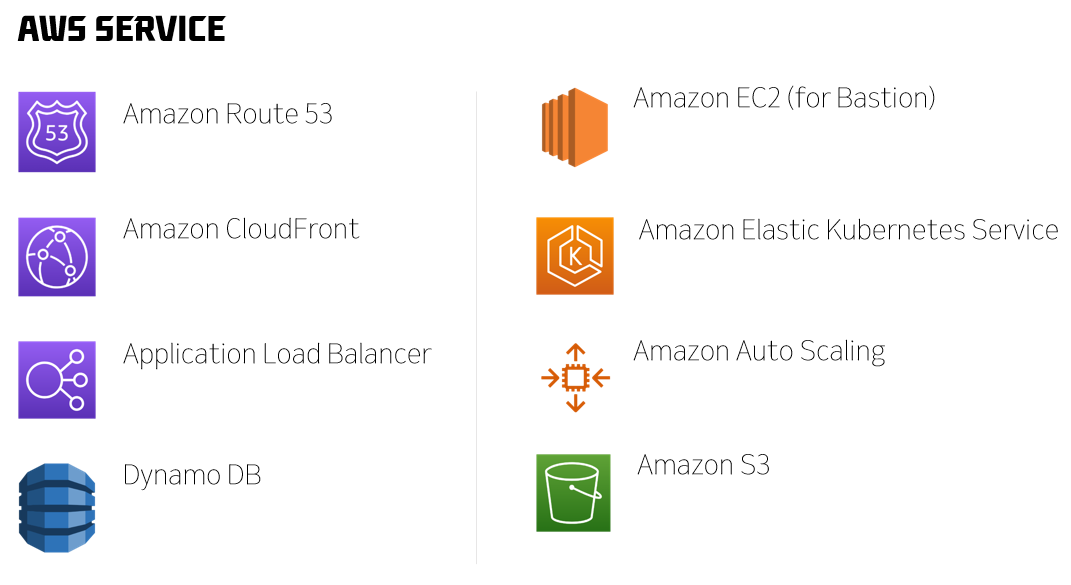 AWS SERVICE
53
Amazon Route 53
Amazon CloudFront
Application Load Balancer
Dynamo DB
Amazon EC2 (for Bastion)
K
Amazon Elastic Kubernetes Service
Amazon Auto Scaling
Amazon S3